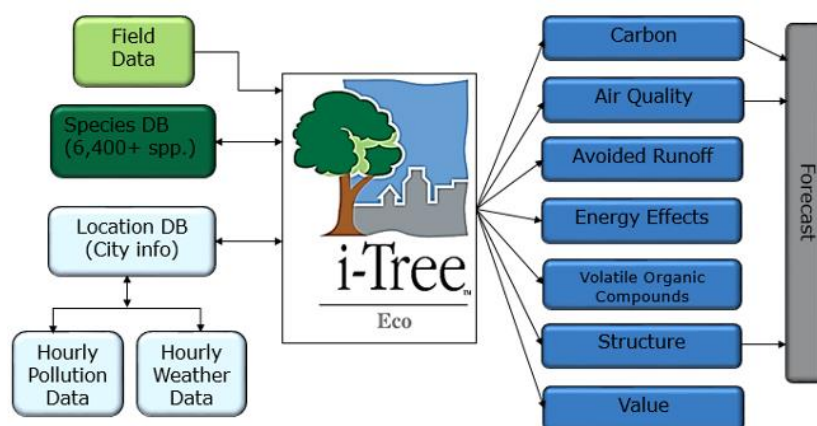 Field
Data
Species DB
(6,400+ spp.)
Location DB
(City info)
Hourly
Pollution
Data
Hourly
Weather
Data
i-Tree™
Eco
Carbon
Air Quality
Avoided Runoff
Energy Effects
Volatile Organic
Compounds
Structure
Value
Forecast